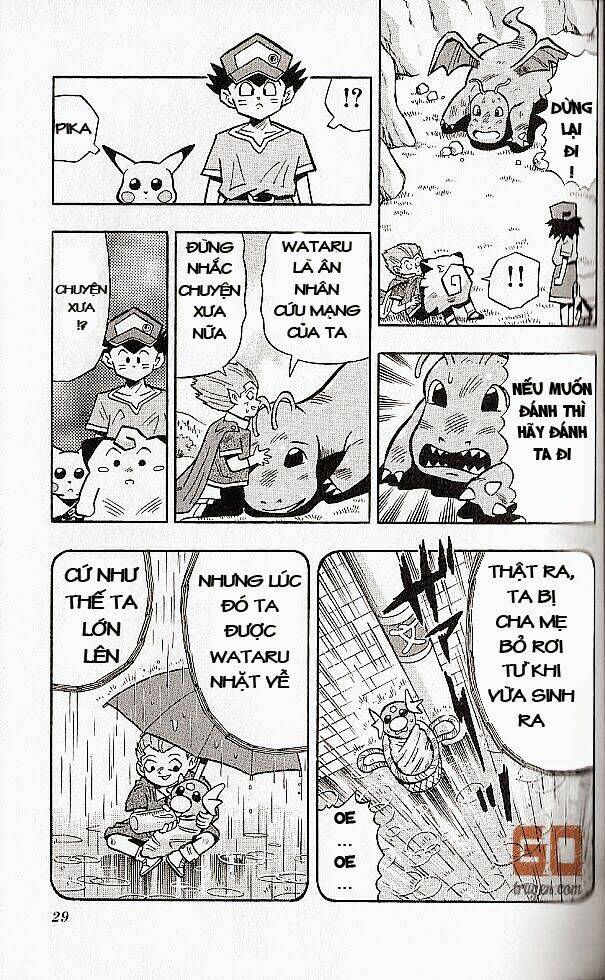 DỪNG
LẠI
ĐI
!
!!
!?
PIKA
NẾU MUỐN
ĐÁNH THÌ
HÃY ĐÁNH
TA ĐI
WATARU
LÀ ÂN
NHÂN
CỨU MẠNG
CỦA TA
ĐỪNG
NHẮC
CHUYỆN
XƯA
NỮA
CHUYỆN
XƯA
!?
THẬT RA,
TA BỊ
CHA MẸ
BỎ RƠI
TỪ KHI
VỪA SINH
RA
OE
...
OE
...
NHƯNG LÚC
ĐÓ TA
ĐƯỢC
WATARU
NHẶT VỀ
CỨ NHƯ
THẾ TA
LỚN
LÊN
GO
truyen.com
29